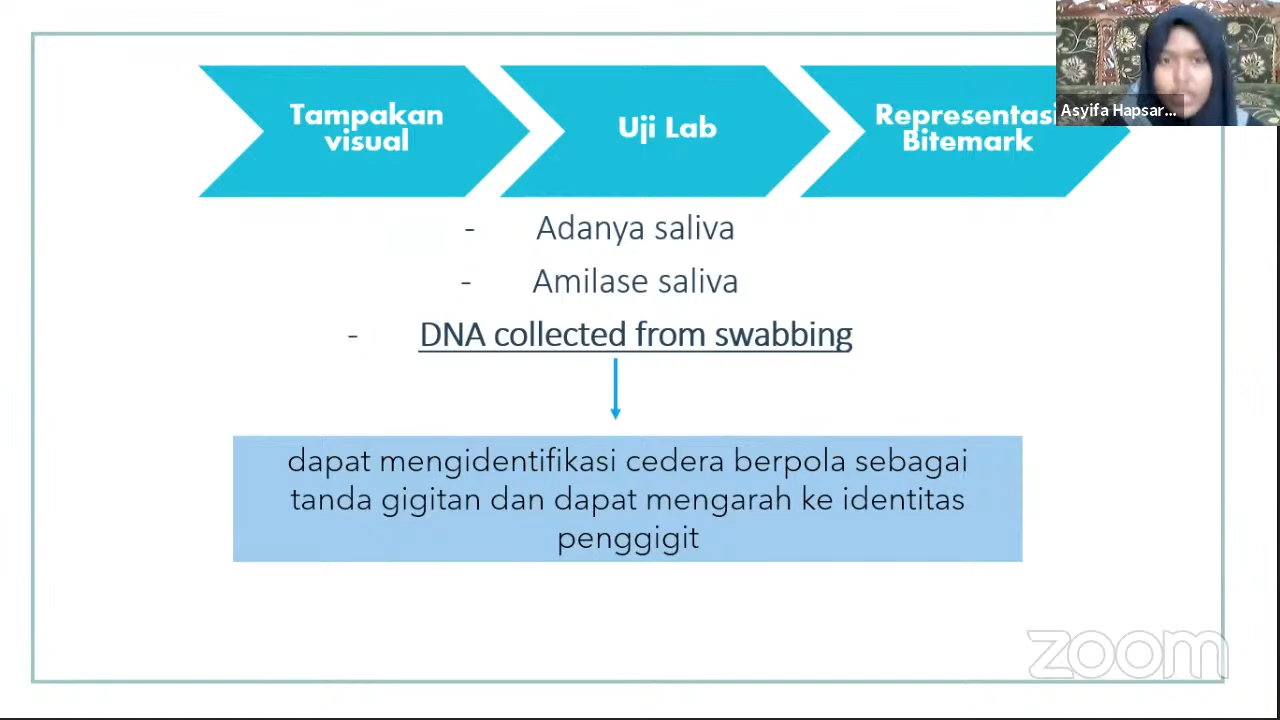 Tampakan
visual
Uji Lab
Representasi
Bitemark
Asyifa Hapsar...
- Adanya saliva
- Amilase saliva
- DNA collected from swabbing
dapat mengidentifikasi cedera berpola sebagai
tanda gigitan dan dapat mengarah ke identitas
penggigit
zoom